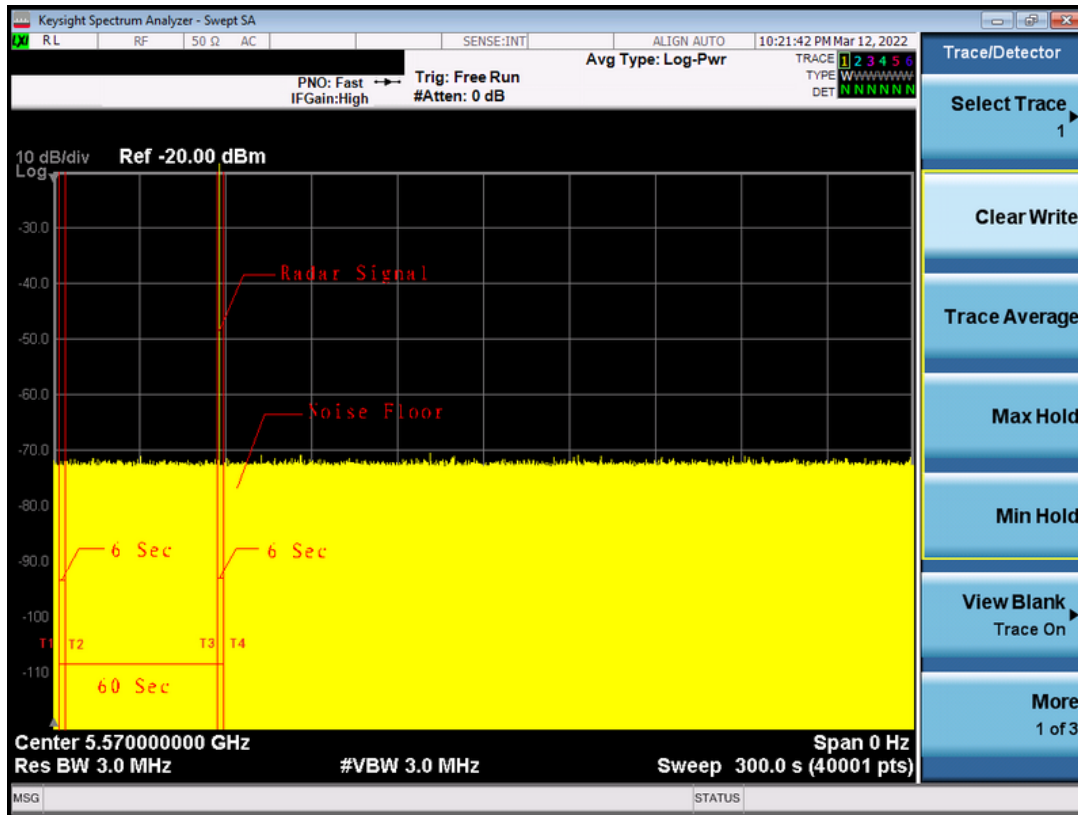 Keysight Spectrum Analyzer - Swept SA
LXI RL RF 50 Ω AC SENSE:INT ALIGN AUTO 10:21:42 PM Mar 12, 2022
Trace/Detector
Avg Type: Log-Pwr
TRACE 1 2 3 4 5 6
PNO: Fast
Trig: Free Run
TYPE WWWWWW
IFGain:High
#Atten: 0 dB
DET N N N N N N
Select Trace
1
10 dB/div Ref -20.00 dBm
Log
Clear Write
-30.0
Radar Signal
-40.0
Trace Average
-50.0
-60.0
Noise Floor
Max Hold
-70.0
-80.0
Min Hold
6 Sec 6 Sec
-90.0
View Blank
Trace On
-100
T1 T2 T3 T4
-110
60 Sec
More
1 of 3
Center 5.570000000 GHz Span 0 Hz
Res BW 3.0 MHz #VBW 3.0 MHz Sweep 300.0 s (40001 pts)
MSG STATUS